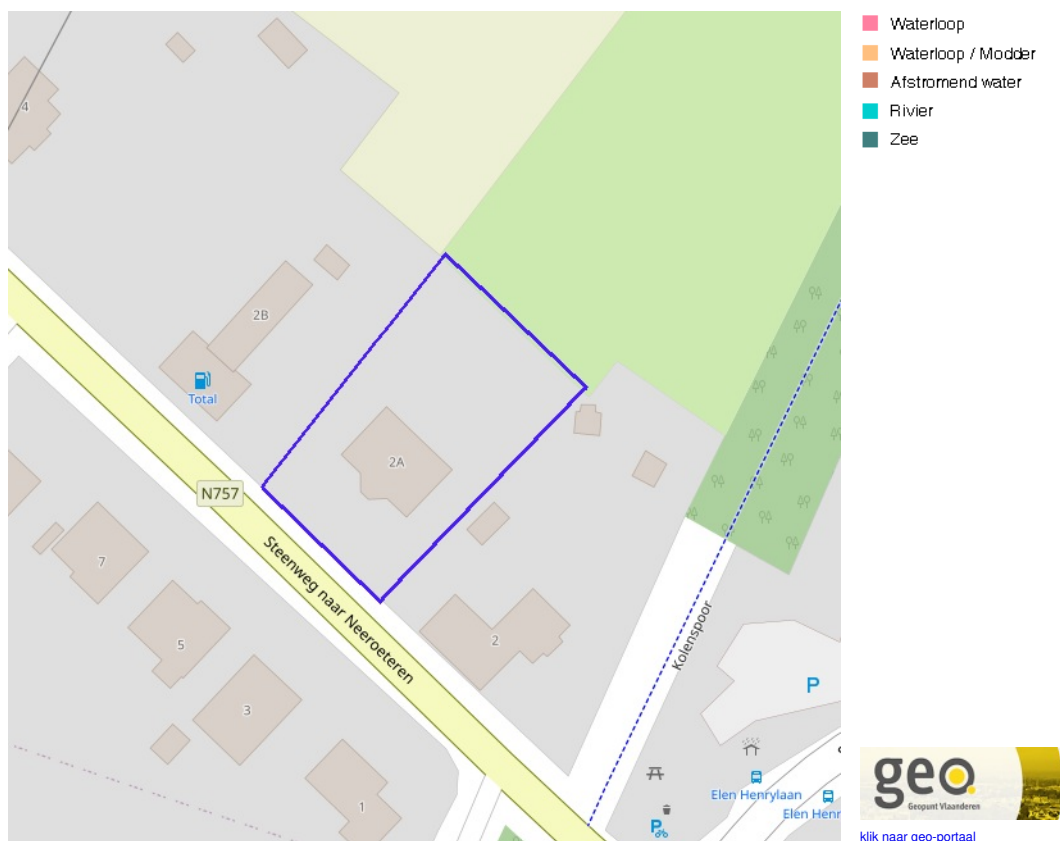 Waterloop
Waterloop / Modder
Afstromend water
Rivier
Zee
4
2B
Total
2A
N757
Steenweg naar Neeroeteren
7
5
3
1
2
Kolenspoor
P
Elen Henrylaan
Elen Henr
P
geo
Geopunt Vlaanderen
klik naar geo-portaal